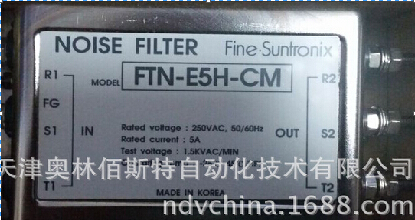 NOISE FILTER Fine Suntronix
MODEL FTN-E5H-CM
R1 R2
FG
S1 IN OUT S2
T1 T2
Rated voltage : 250VAC, 50/60Hz
Rated current : 5A
Test voltage : 1.5KVAC/MIN
天津奥林佰斯特自动化技术有限公司
MADE IN KOREA
ndvchina.1688.com